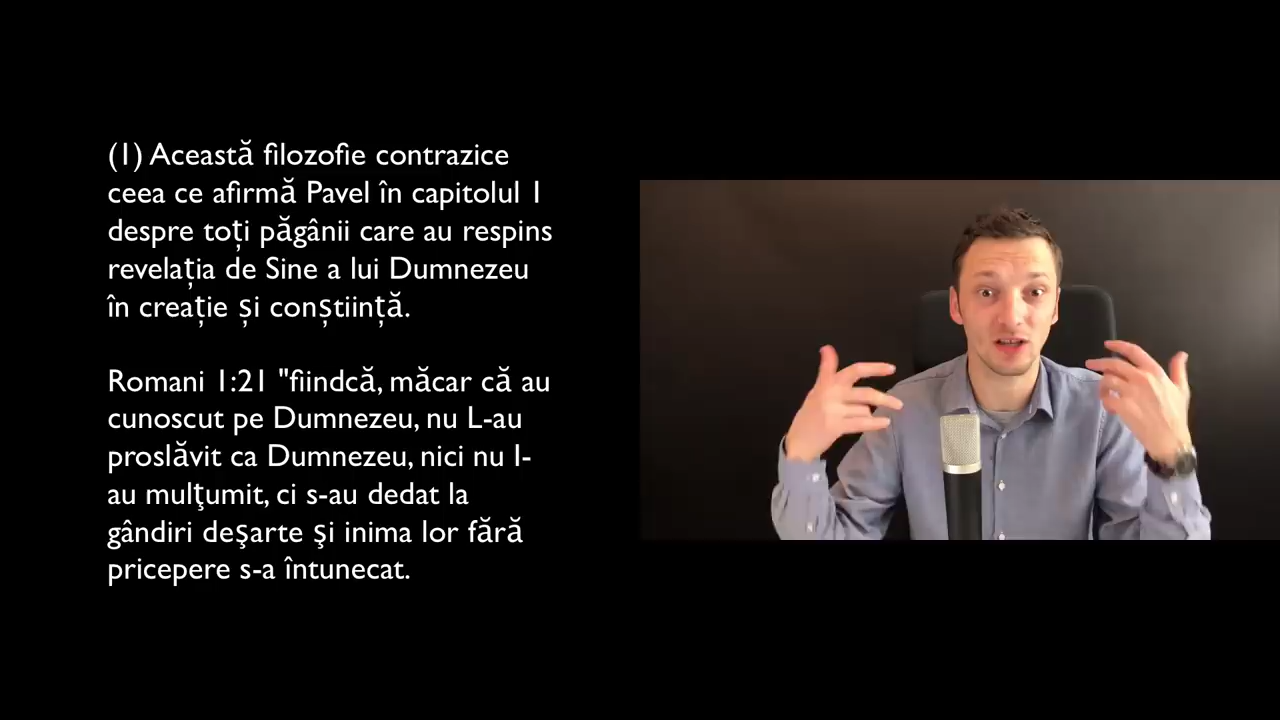 (1) Această filozofie contrazice
ceea ce afirmă Pavel în capitolul 1
despre toți păgânii care au respins
revelația de Sine a lui Dumnezeu
în creație și conștiință.
Romani 1:21 "fiindcă, măcar că au
cunoscut pe Dumnezeu, nu L-au
proslăvit ca Dumnezeu, nici nu I-
au mulţumit, ci s-au dedat la
gândiri deşarte şi inima lor fără
pricepere s-a întunecat.